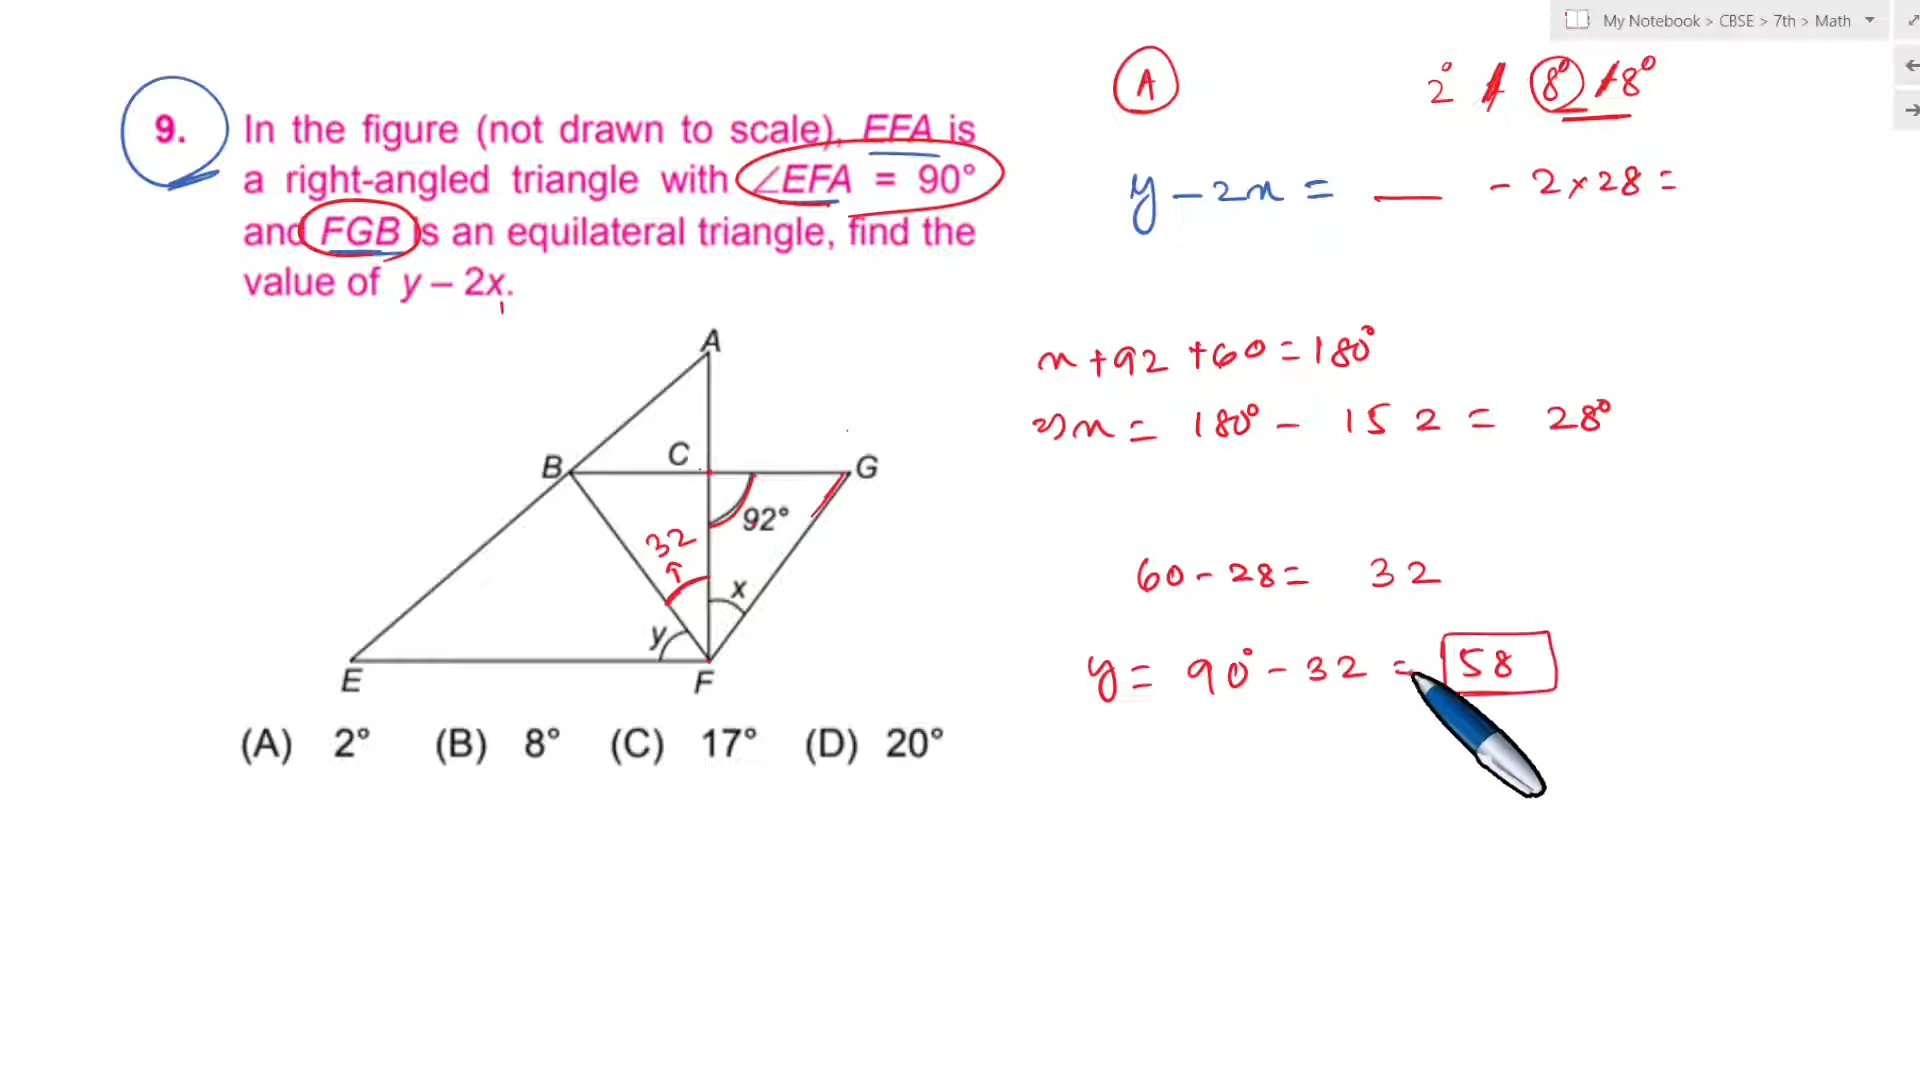 My Notebook > CBSE > 7th > Math
9. In the figure (not drawn to scale), EFA is
a right-angled triangle with ∠EFA = 90°
and FGB is an equilateral triangle, find the
value of y – 2x.
A
B
C
G
92°
32
x
y
E
F
(A) 2° (B) 8° (C) 17° (D) 20°
A
2° 8° 8°
y - 2x = __ - 2 x 28 =
x + 92 + 60 = 180°
x = 180° - 152 = 28°
60 - 28 = 32
y = 90° - 32 = 58